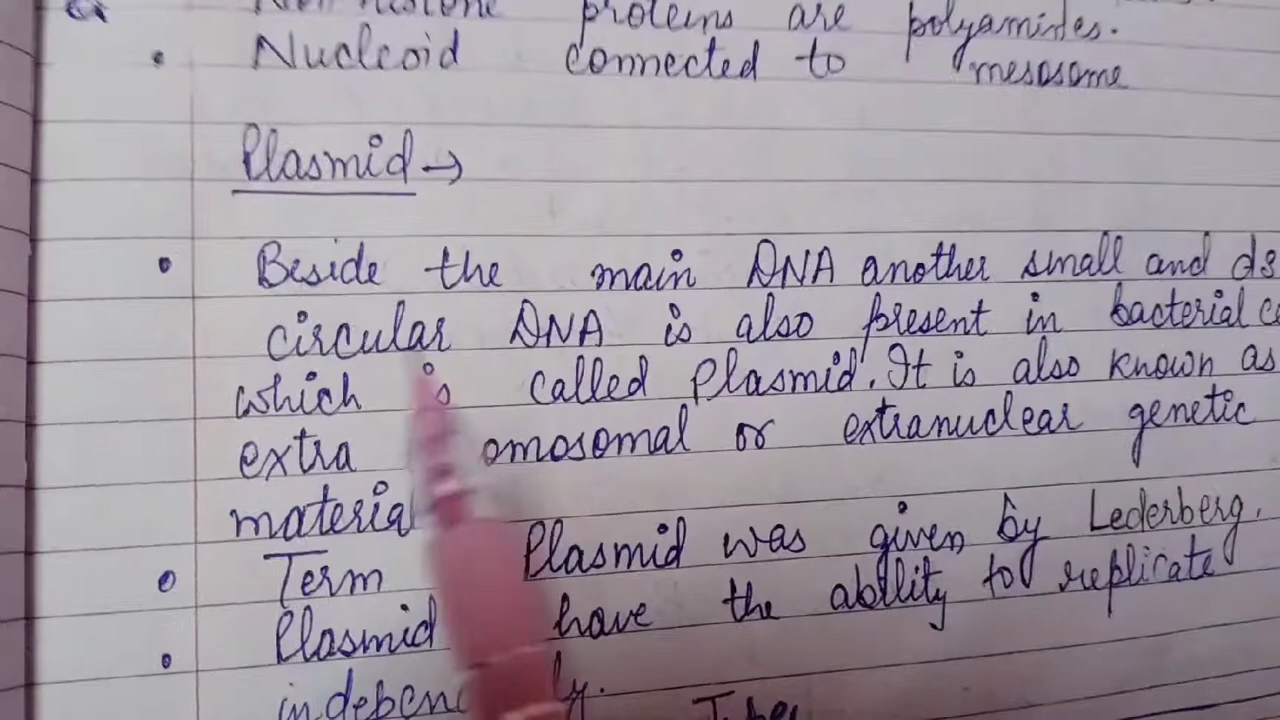 proteins are polyamines.
• Nucleoid connected to mesosome
Plasmid →
• Beside the main DNA another small and ds
circular DNA is also present in bacterial
which is called Plasmid. It is also known as
extra omosomal or extranuclear genetic
material
• Term Plasmid was given by Lederberg.
• Plasmid have the ability to replicate